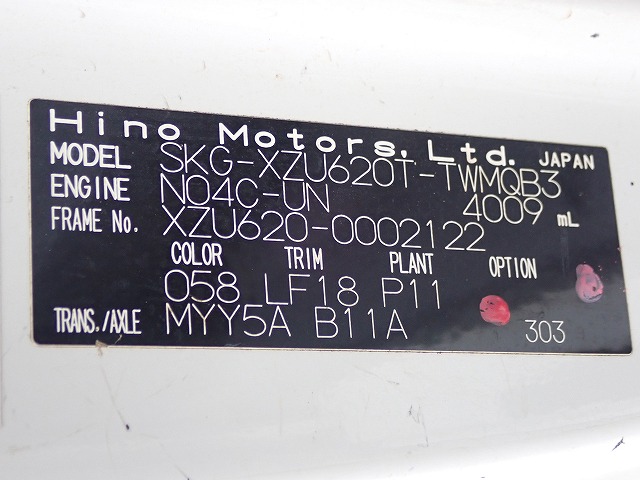 Hino Motors, Ltd. JAPAN
MODEL SKG-XZU620T-TWMQB3
ENGINE N04C-UN 4009 mL
FRAME No. XZU620-0002122
COLOR TRIM PLANT OPTION
058 LF18 P11
TRANS./AXLE MYY5A B11A 303